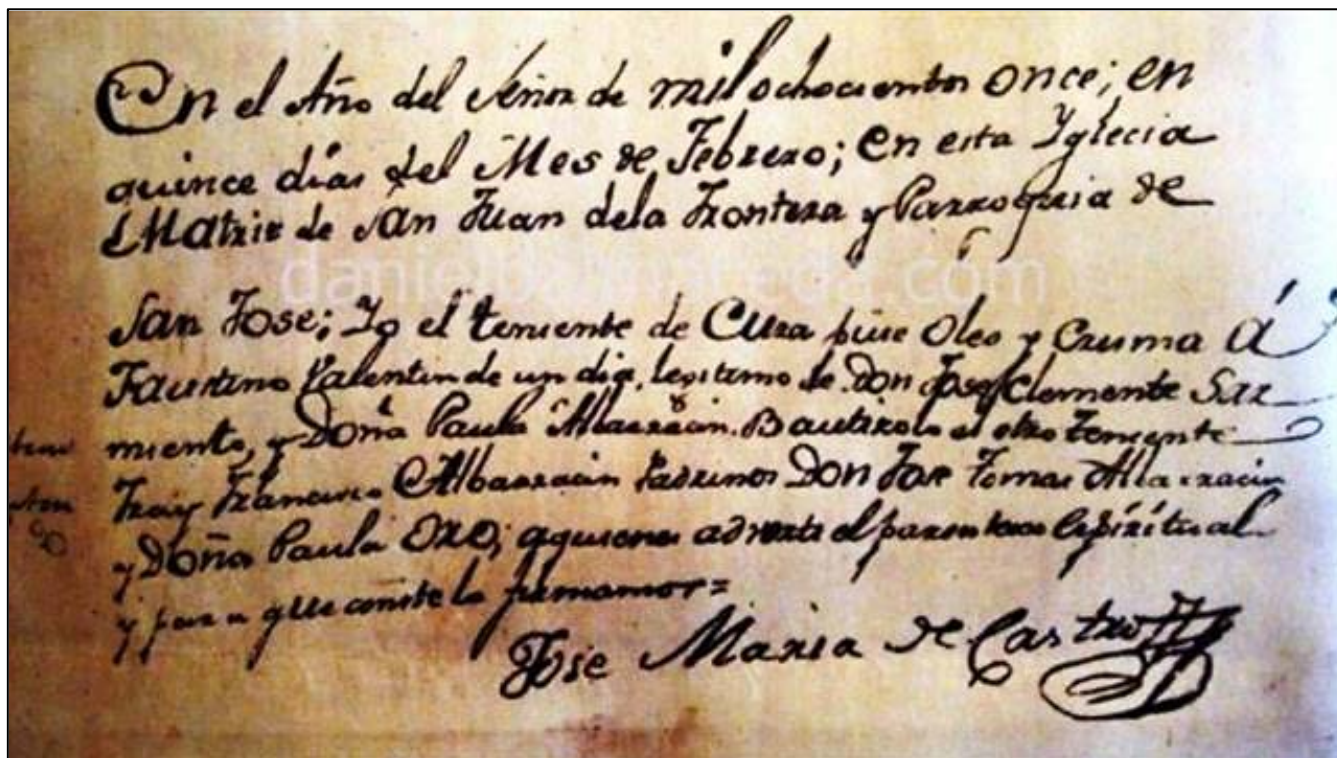 En el Año del Señor de mil ochocientos once; en
quince dias del Mes de Febrero; en esta Yglecia
Matriz de San Juan dela Frontera y Parroquia de
danielbalmaceda.com
San Jose; Yo el teniente de Cura puse Oleo y Crisma á
Faustino Valentin de un dia, legitimo de Don Jose Clemente Sar
miento, y Doña Paula Albarracin. Bautizolo el otro teniente
Fray Francisco Albarracin Padrinos Don Jose Tomas Albarracin
y Doña Paula Oro; aquienes adverti el parentesco Espiritual
y para que conste lo firmamos=
Jose Maria de Castro